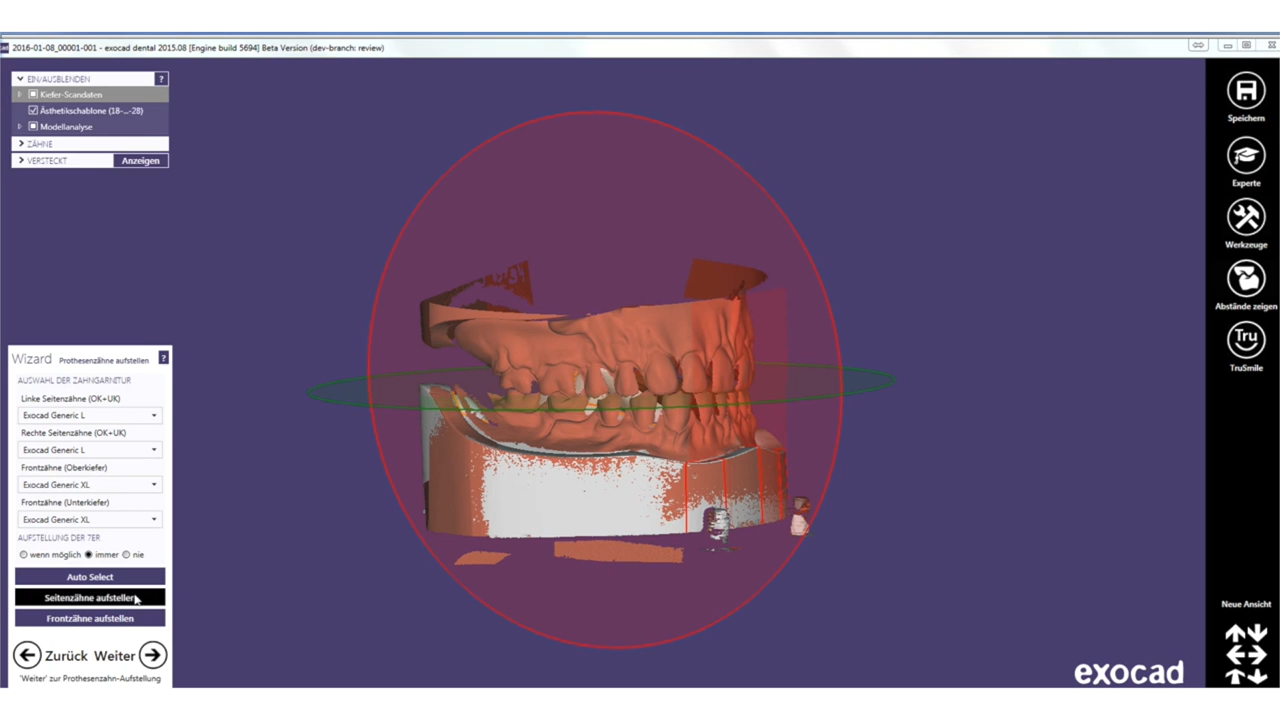 2016-01-08_00001-001 - exocad dental 2015.08 [Engine build 5694] Beta Version (dev-branch: review)
EIN/AUSBLENDEN ?
Kiefer-Scandaten
Ästhetikschablone (18-...-28)
Modellanalyse
ZÄHNE
VERSTECKT Anzeigen
Speichern
Experte
Werkzeuge
Abstände zeigen
Tru
TruSmile
Wizard Prothesenzähne aufstellen ?
AUSWAHL DER ZAHNGARNITUR
Linke Seitenzähne (OK+UK)
Exocad Generic L
Rechte Seitenzähne (OK+UK)
Exocad Generic L
Frontzähne (Oberkiefer)
Exocad Generic XL
Frontzähne (Unterkiefer)
Exocad Generic XL
AUFSTELLUNG DER 7ER
wenn möglich immer nie
Auto Select
Seitenzähne aufstellen
Frontzähne aufstellen
Zurück Weiter
'Weiter' zur Prothesenzahn-Aufstellung
Neue Ansicht
exocad